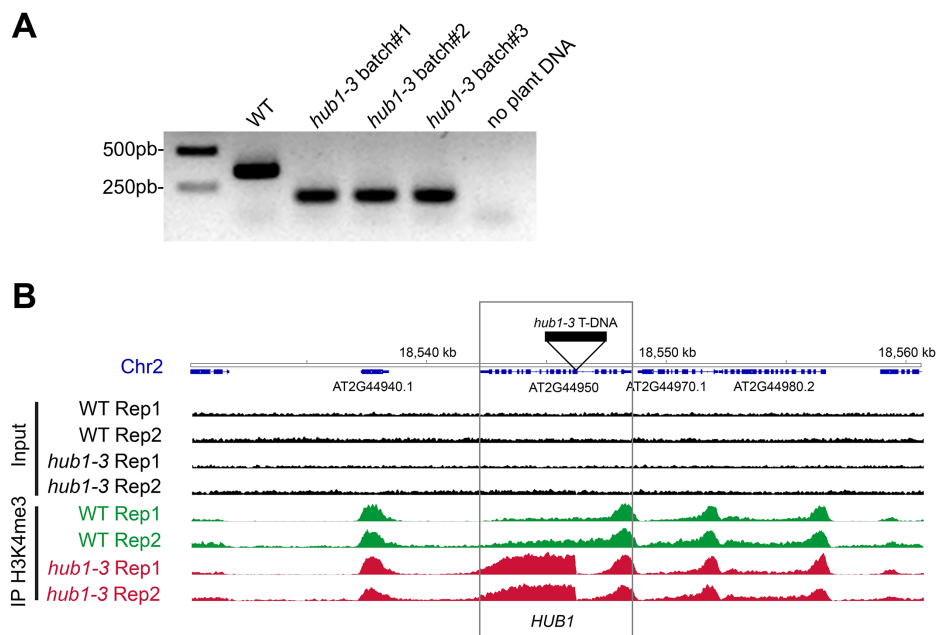 A
WT
hub1-3 batch#1
hub1-3 batch#2
hub1-3 batch#3
no plant DNA
500pb-
250pb-
B
hub1-3 T-DNA
Chr2
18,540 kb
18,550 kb
18,560 kb
AT2G44940.1
AT2G44950
AT2G44970.1
AT2G44980.2
Input
WT Rep1
WT Rep2
hub1-3 Rep1
hub1-3 Rep2
IP H3K4me3
WT Rep1
WT Rep2
hub1-3 Rep1
hub1-3 Rep2
HUB1